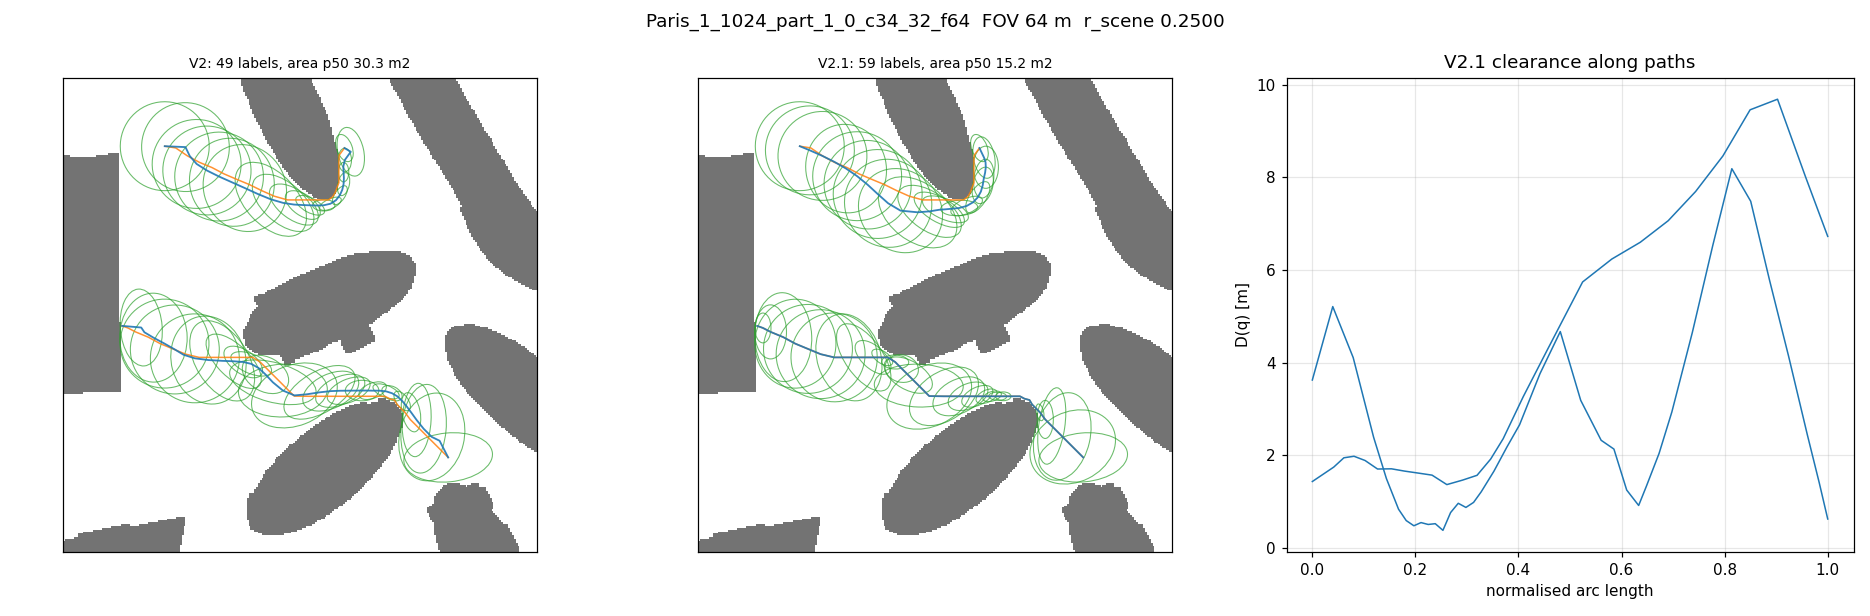 Paris_1_1024_part_1_0_c34_32_f64 FOV 64 m r_scene 0.2500
V2: 49 labels, area p50 30.3 m2
V2.1: 59 labels, area p50 15.2 m2
V2.1 clearance along paths
D(q) [m]
10
8
6
4
2
0
0.0 0.2 0.4 0.6 0.8 1.0
normalised arc length